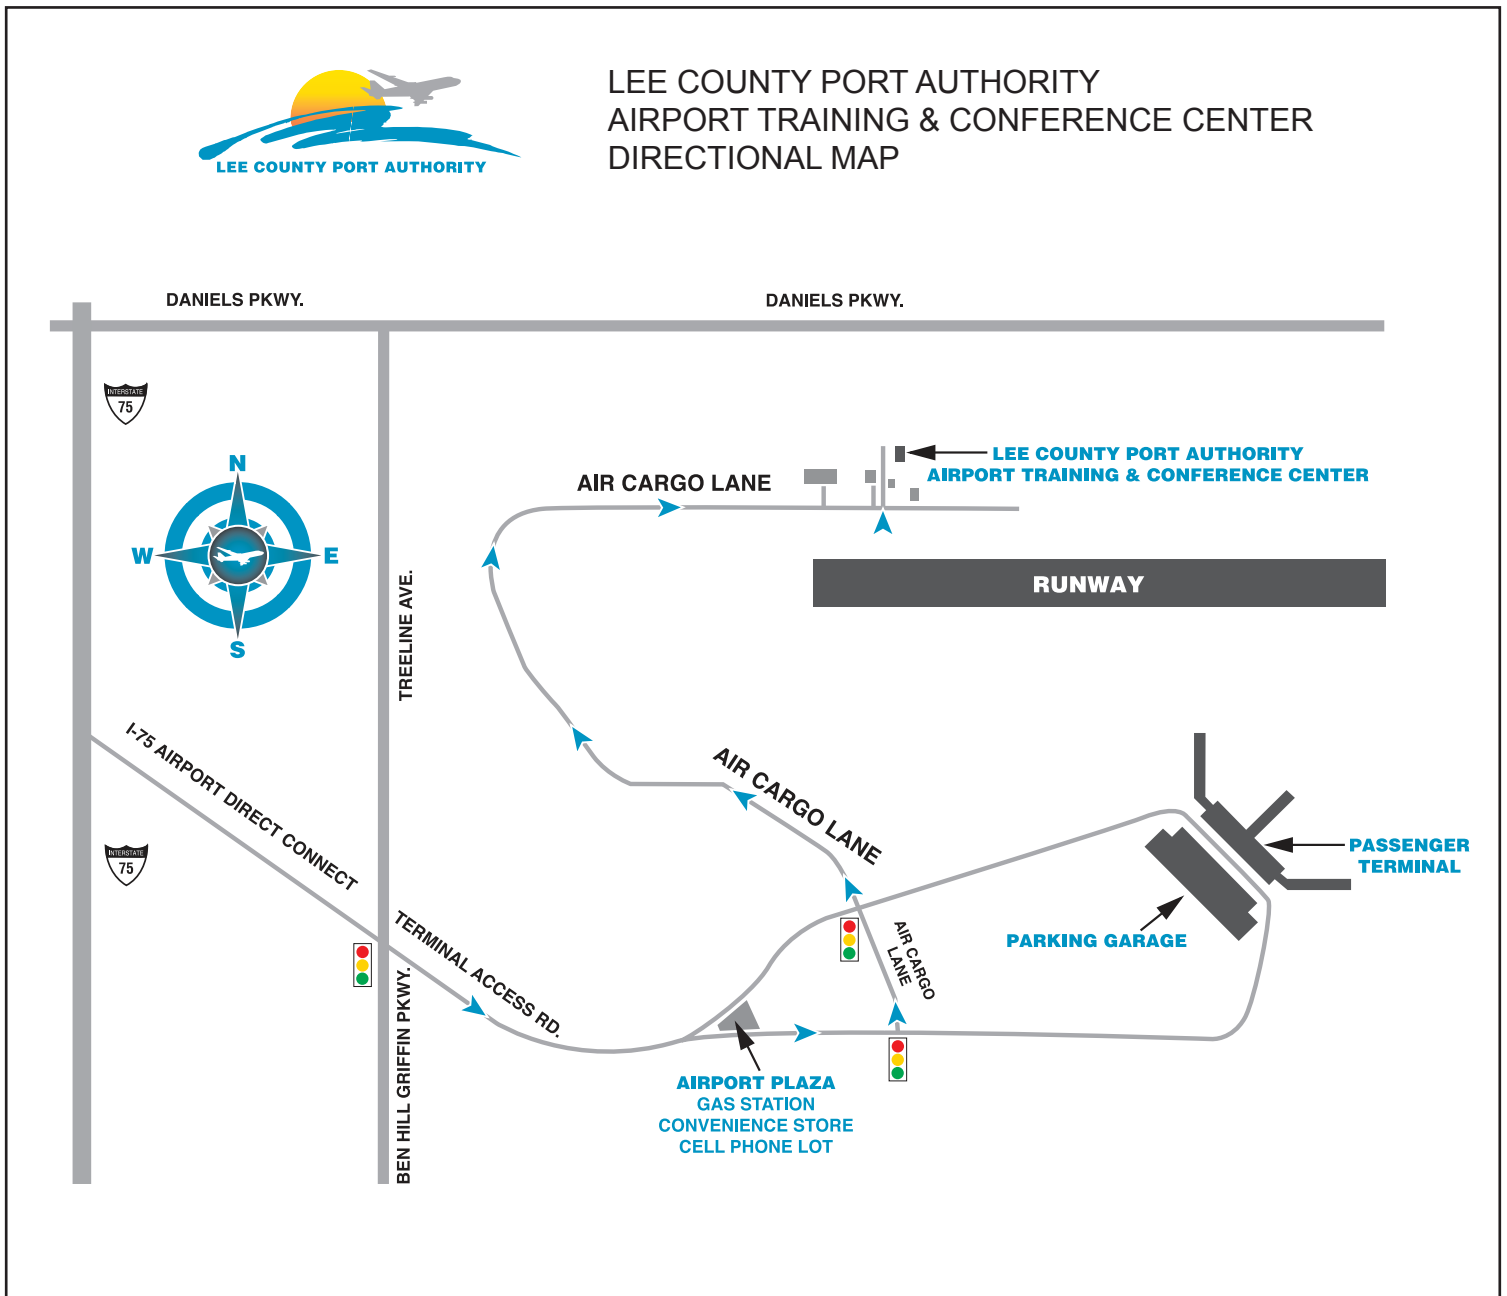 LEE COUNTY PORT AUTHORITY
LEE COUNTY PORT AUTHORITY
AIRPORT TRAINING & CONFERENCE CENTER
DIRECTIONAL MAP
DANIELS PKWY.
DANIELS PKWY.
INTERSTATE
75
N
W
E
S
TREELINE AVE.
AIR CARGO LANE
LEE COUNTY PORT AUTHORITY
AIRPORT TRAINING & CONFERENCE CENTER
RUNWAY
I-75 AIRPORT DIRECT CONNECT
INTERSTATE
75
AIR CARGO LANE
PASSENGER
TERMINAL
PARKING GARAGE
AIR CARGO
LANE
TERMINAL ACCESS RD.
BEN HILL GRIFFIN PKWY.
AIRPORT PLAZA
GAS STATION
CONVENIENCE STORE
CELL PHONE LOT